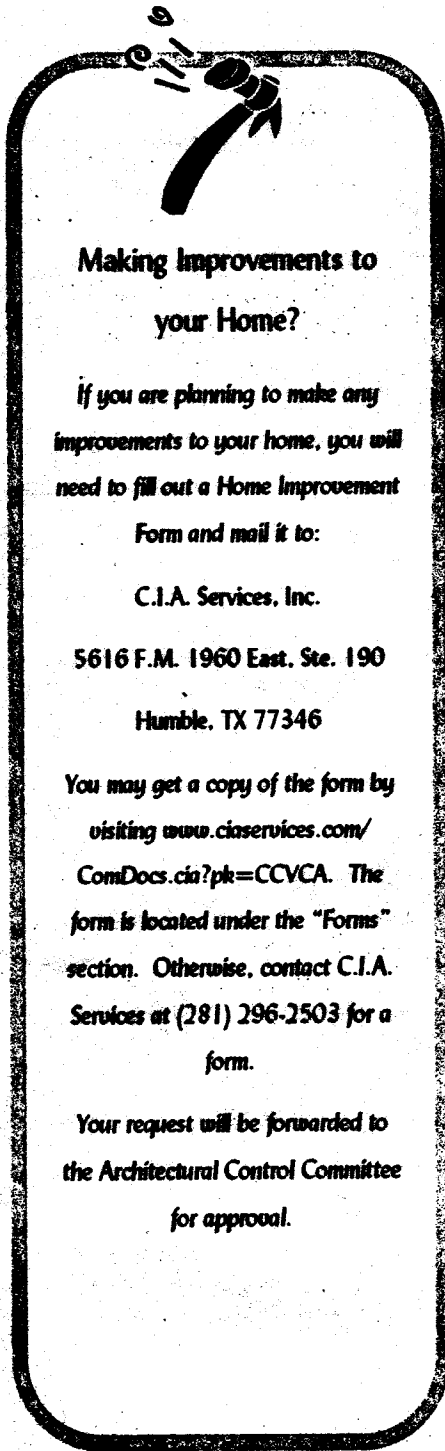 Making Improvements to
your Home?
If you are planning to make any
improvements to your home, you will
need to fill out a Home Improvement
Form and mail it to:
C.I.A. Services, Inc.
5616 F.M. 1960 East, Ste. 190
Humble, TX 77346
You may get a copy of the form by
visiting www.ciaservices.com/
ComDocs.cia?pk=CCVCA. The
form is located under the "Forms"
section. Otherwise, contact C.I.A.
Services at (281) 296-2503 for a
form.
Your request will be forwarded to
the Architectural Control Committee
for approval.